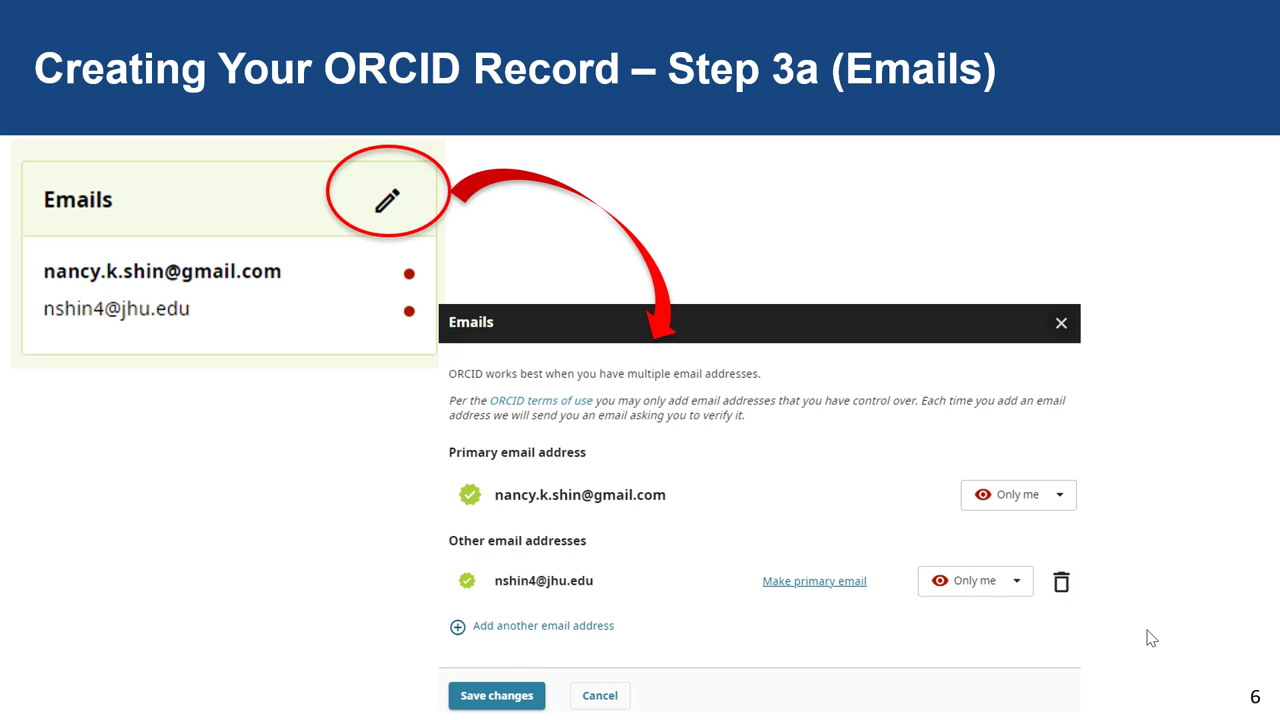 Creating Your ORCID Record – Step 3a (Emails)
Emails
nancy.k.shin@gmail.com
nshin4@jhu.edu
Emails
ORCID works best when you have multiple email addresses.
Per the ORCID terms of use you may only add email addresses that you have control over. Each time you add an email
address we will send you an email asking you to verify it.
Primary email address
nancy.k.shin@gmail.com Only me
Other email addresses
nshin4@jhu.edu Make primary email Only me
Add another email address
Save changes Cancel
6